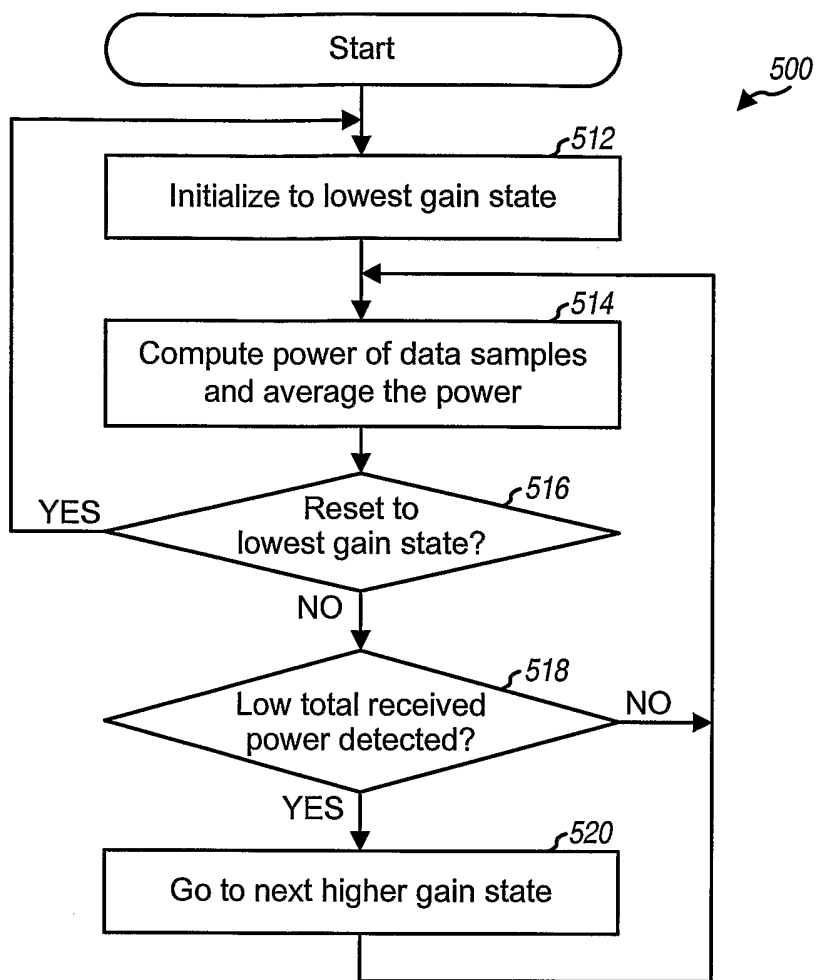 Start
500
512
Initialize to lowest gain state
514
Compute power of data samples
and average the power
516
YES
Reset to
lowest gain state?
NO
518
Low total received
power detected?
NO
YES
520
Go to next higher gain state